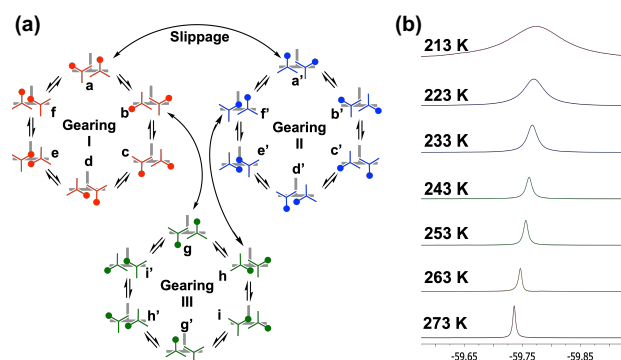 (a)
Slippage
a
b
c
d
e
f
Gearing
I
a'
b'
c'
d'
e'
f'
Gearing
II
g
h
i
g'
h'
i'
Gearing
III
(b)
213 K
223 K
233 K
243 K
253 K
263 K
273 K
-59.65 -59.75 -59.85